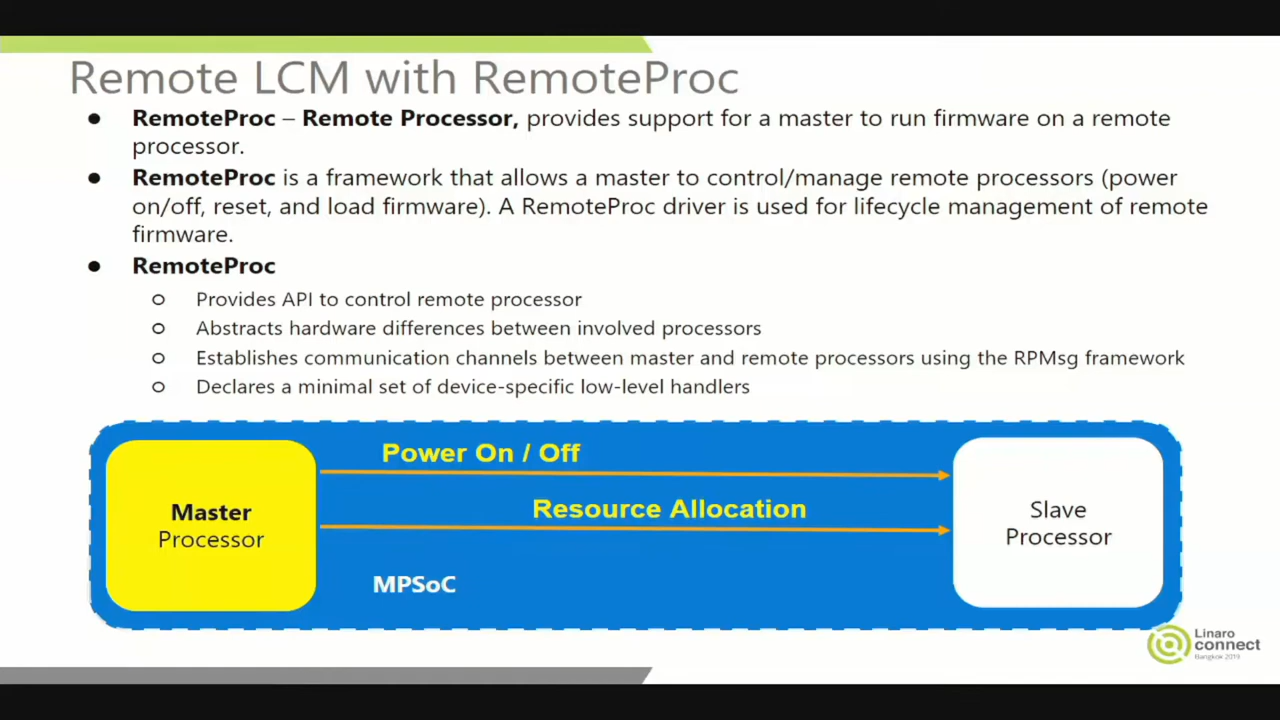 Remote LCM with RemoteProc
● RemoteProc – Remote Processor, provides support for a master to run firmware on a remote
processor.
● RemoteProc is a framework that allows a master to control/manage remote processors (power
on/off, reset, and load firmware). A RemoteProc driver is used for lifecycle management of remote
firmware.
● RemoteProc
○ Provides API to control remote processor
○ Abstracts hardware differences between involved processors
○ Establishes communication channels between master and remote processors using the RPMsg framework
○ Declares a minimal set of device-specific low-level handlers
Power On / Off
Resource Allocation
Master
Processor
Slave
Processor
MPSoC
Linaro
connect
Bangkok 2019